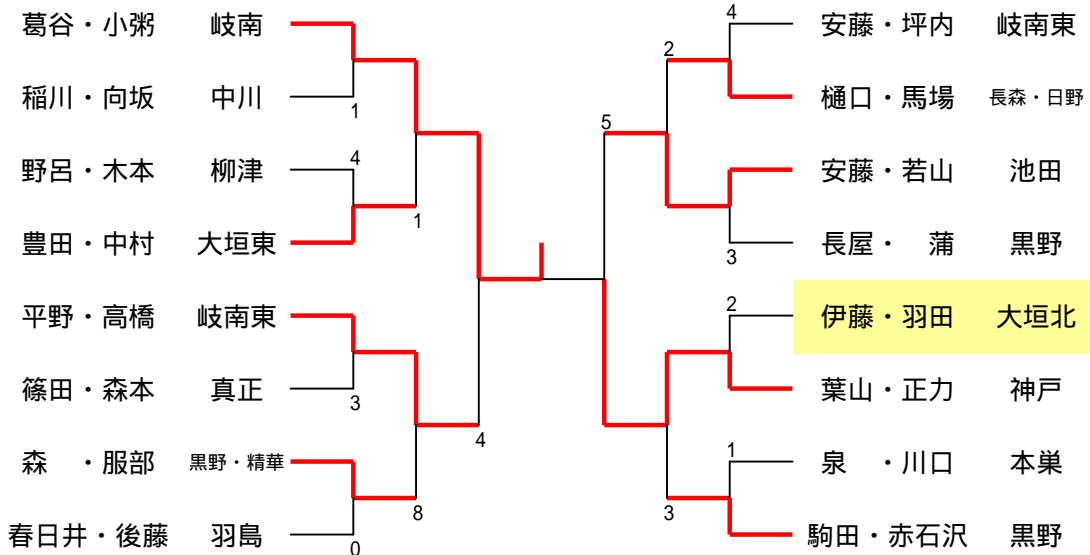 葛谷・小粥 岐南
稲川・向坂 中川
1
野呂・木本 柳津
4
豊田・中村 大垣東
1
平野・高橋 岐南東
篠田・森本 真正
3
4
森 ・服部 黒野・精華
春日井・後藤 羽島
0
8
安藤・坪内 岐南東
4
2
樋口・馬場 長森・日野
5
安藤・若山 池田
長屋・ 蒲 黒野
3
伊藤・羽田 大垣北
2
葉山・正力 神戸
泉 ・川口 本巣
1
駒田・赤石沢 黒野
3